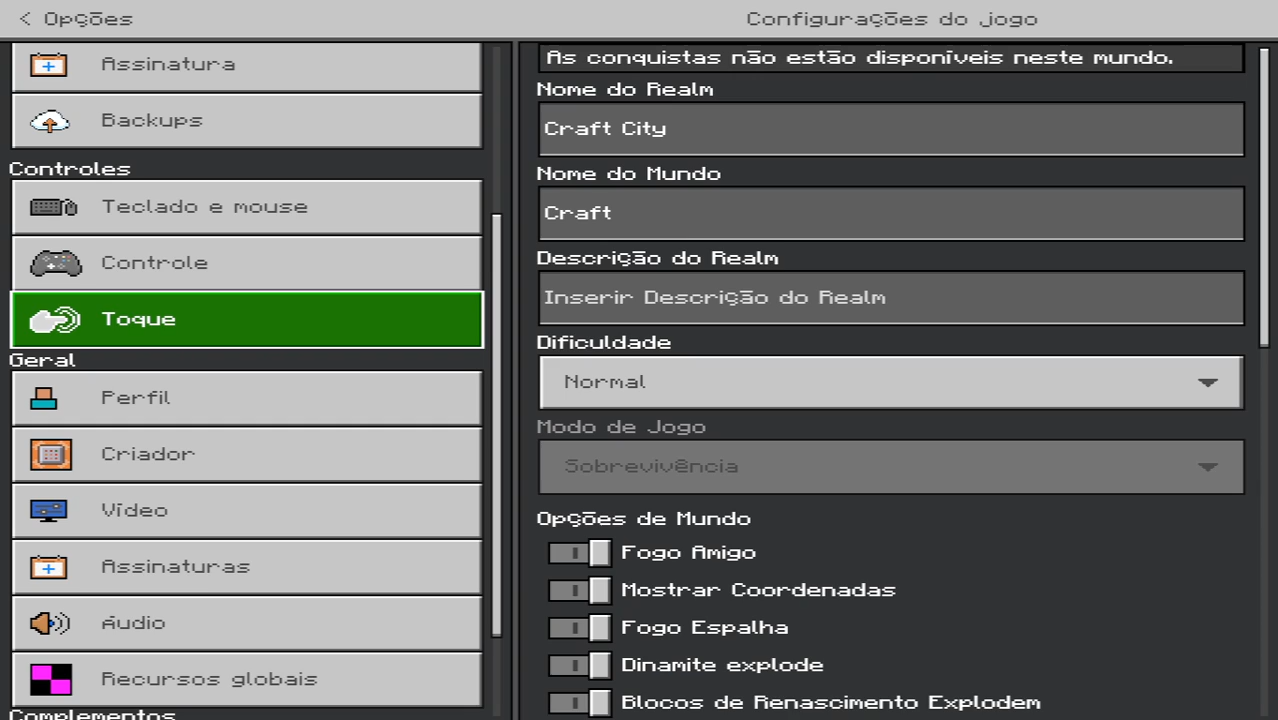 < Opções
Configurações do jogo
Assinatura
Backups
Controles
Teclado e mouse
Controle
Toque
Geral
Perfil
Criador
Vídeo
Assinaturas
Áudio
Recursos globais
Complementos
As conquistas não estão disponíveis neste mundo.
Nome do Realm
Craft City
Nome do Mundo
Craft
Descrição do Realm
Inserir Descrição do Realm
Dificuldade
Normal
Modo de Jogo
Sobrevivência
Opções de Mundo
Fogo Amigo
Mostrar Coordenadas
Fogo Espalha
Dinamite explode
Blocos de Renascimento Explodem